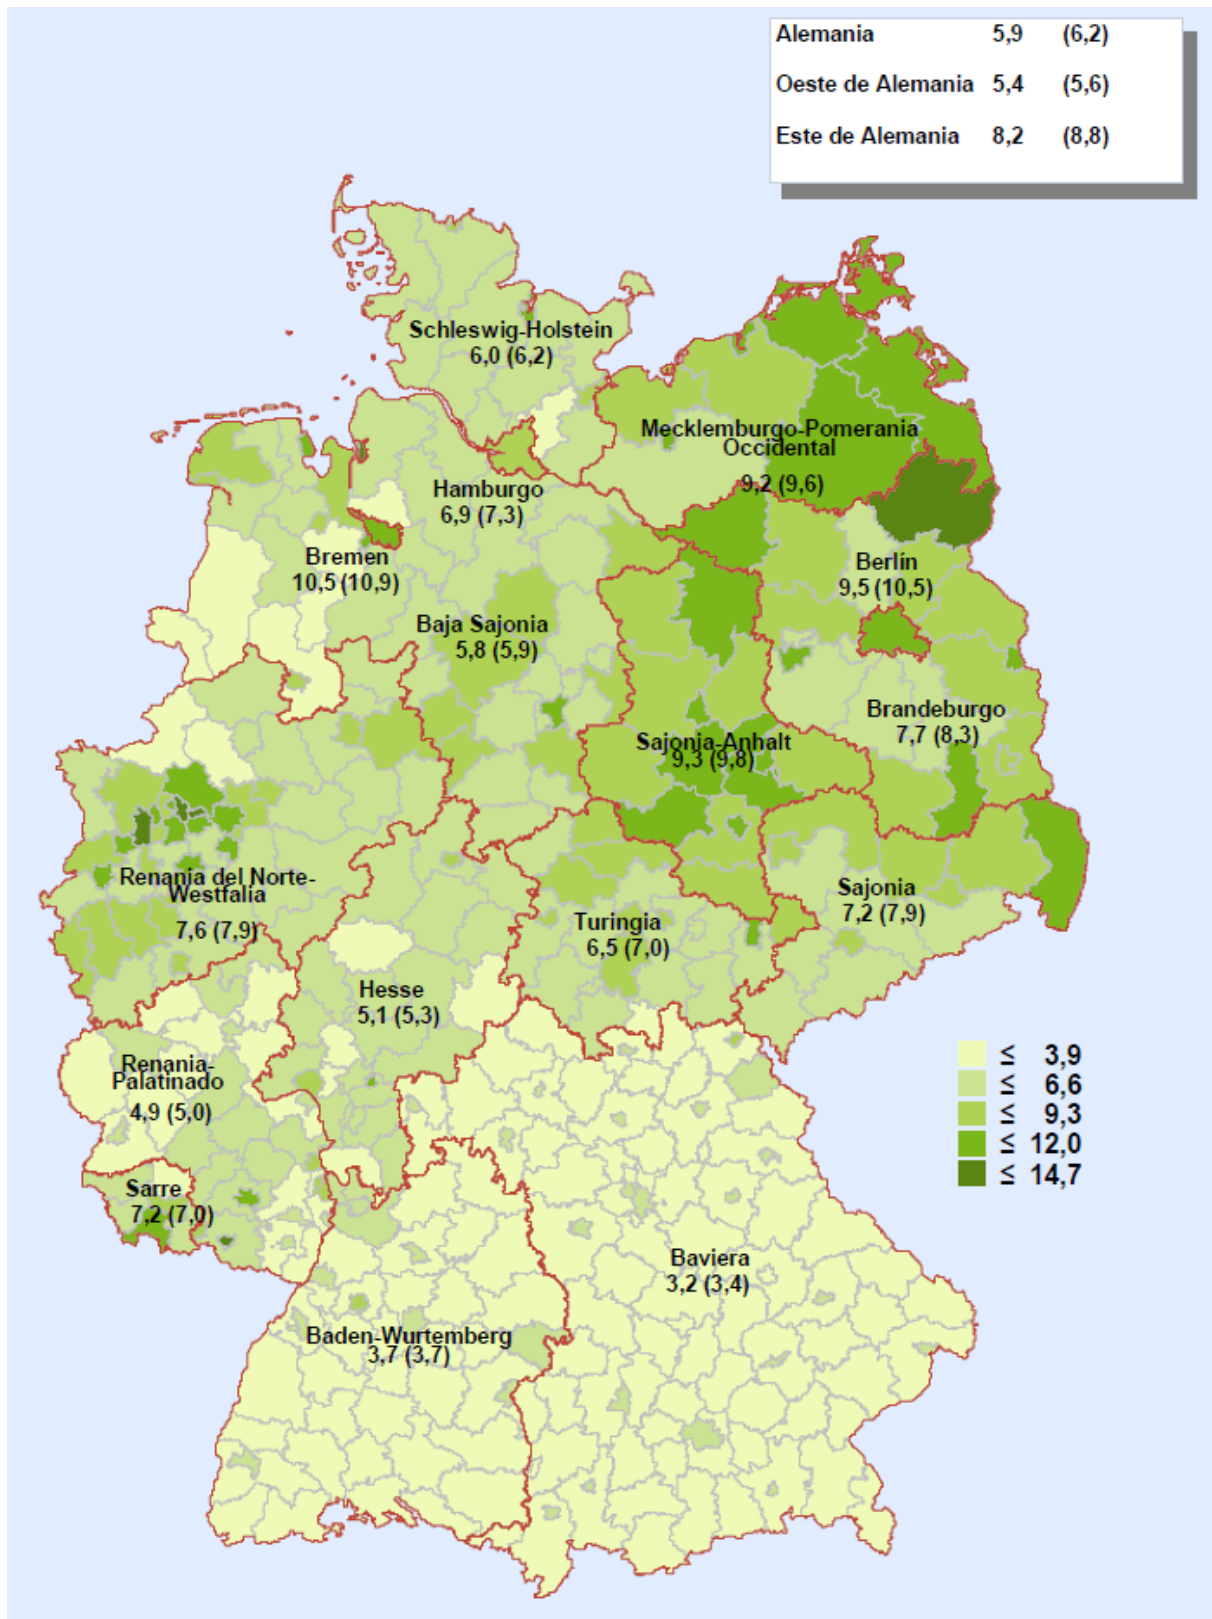 Alemania 5,9 (6,2)
Oeste de Alemania 5,4 (5,6)
Este de Alemania 8,2 (8,8)
Schleswig-Holstein
6,0 (6,2)
Mecklemburgo-Pomerania
Occidental
9,2 (9,6)
Hamburgo
6,9 (7,3)
Bremen
10,5 (10,9)
Berlín
9,5 (10,5)
Baja Sajonia
5,8 (5,9)
Brandeburgo
7,7 (8,3)
Sajonia-Anhalt
9,3 (9,8)
Renania del Norte-
Westfalia
7,6 (7,9)
Sajonia
7,2 (7,9)
Turingia
6,5 (7,0)
Hesse
5,1 (5,3)
Renania-
Palatinado
4,9 (5,0)
≤ 3,9
≤ 6,6
≤ 9,3
≤ 12,0
≤ 14,7
Sarre
7,2 (7,0)
Baviera
3,2 (3,4)
Baden-Wurtemberg
3,7 (3,7)